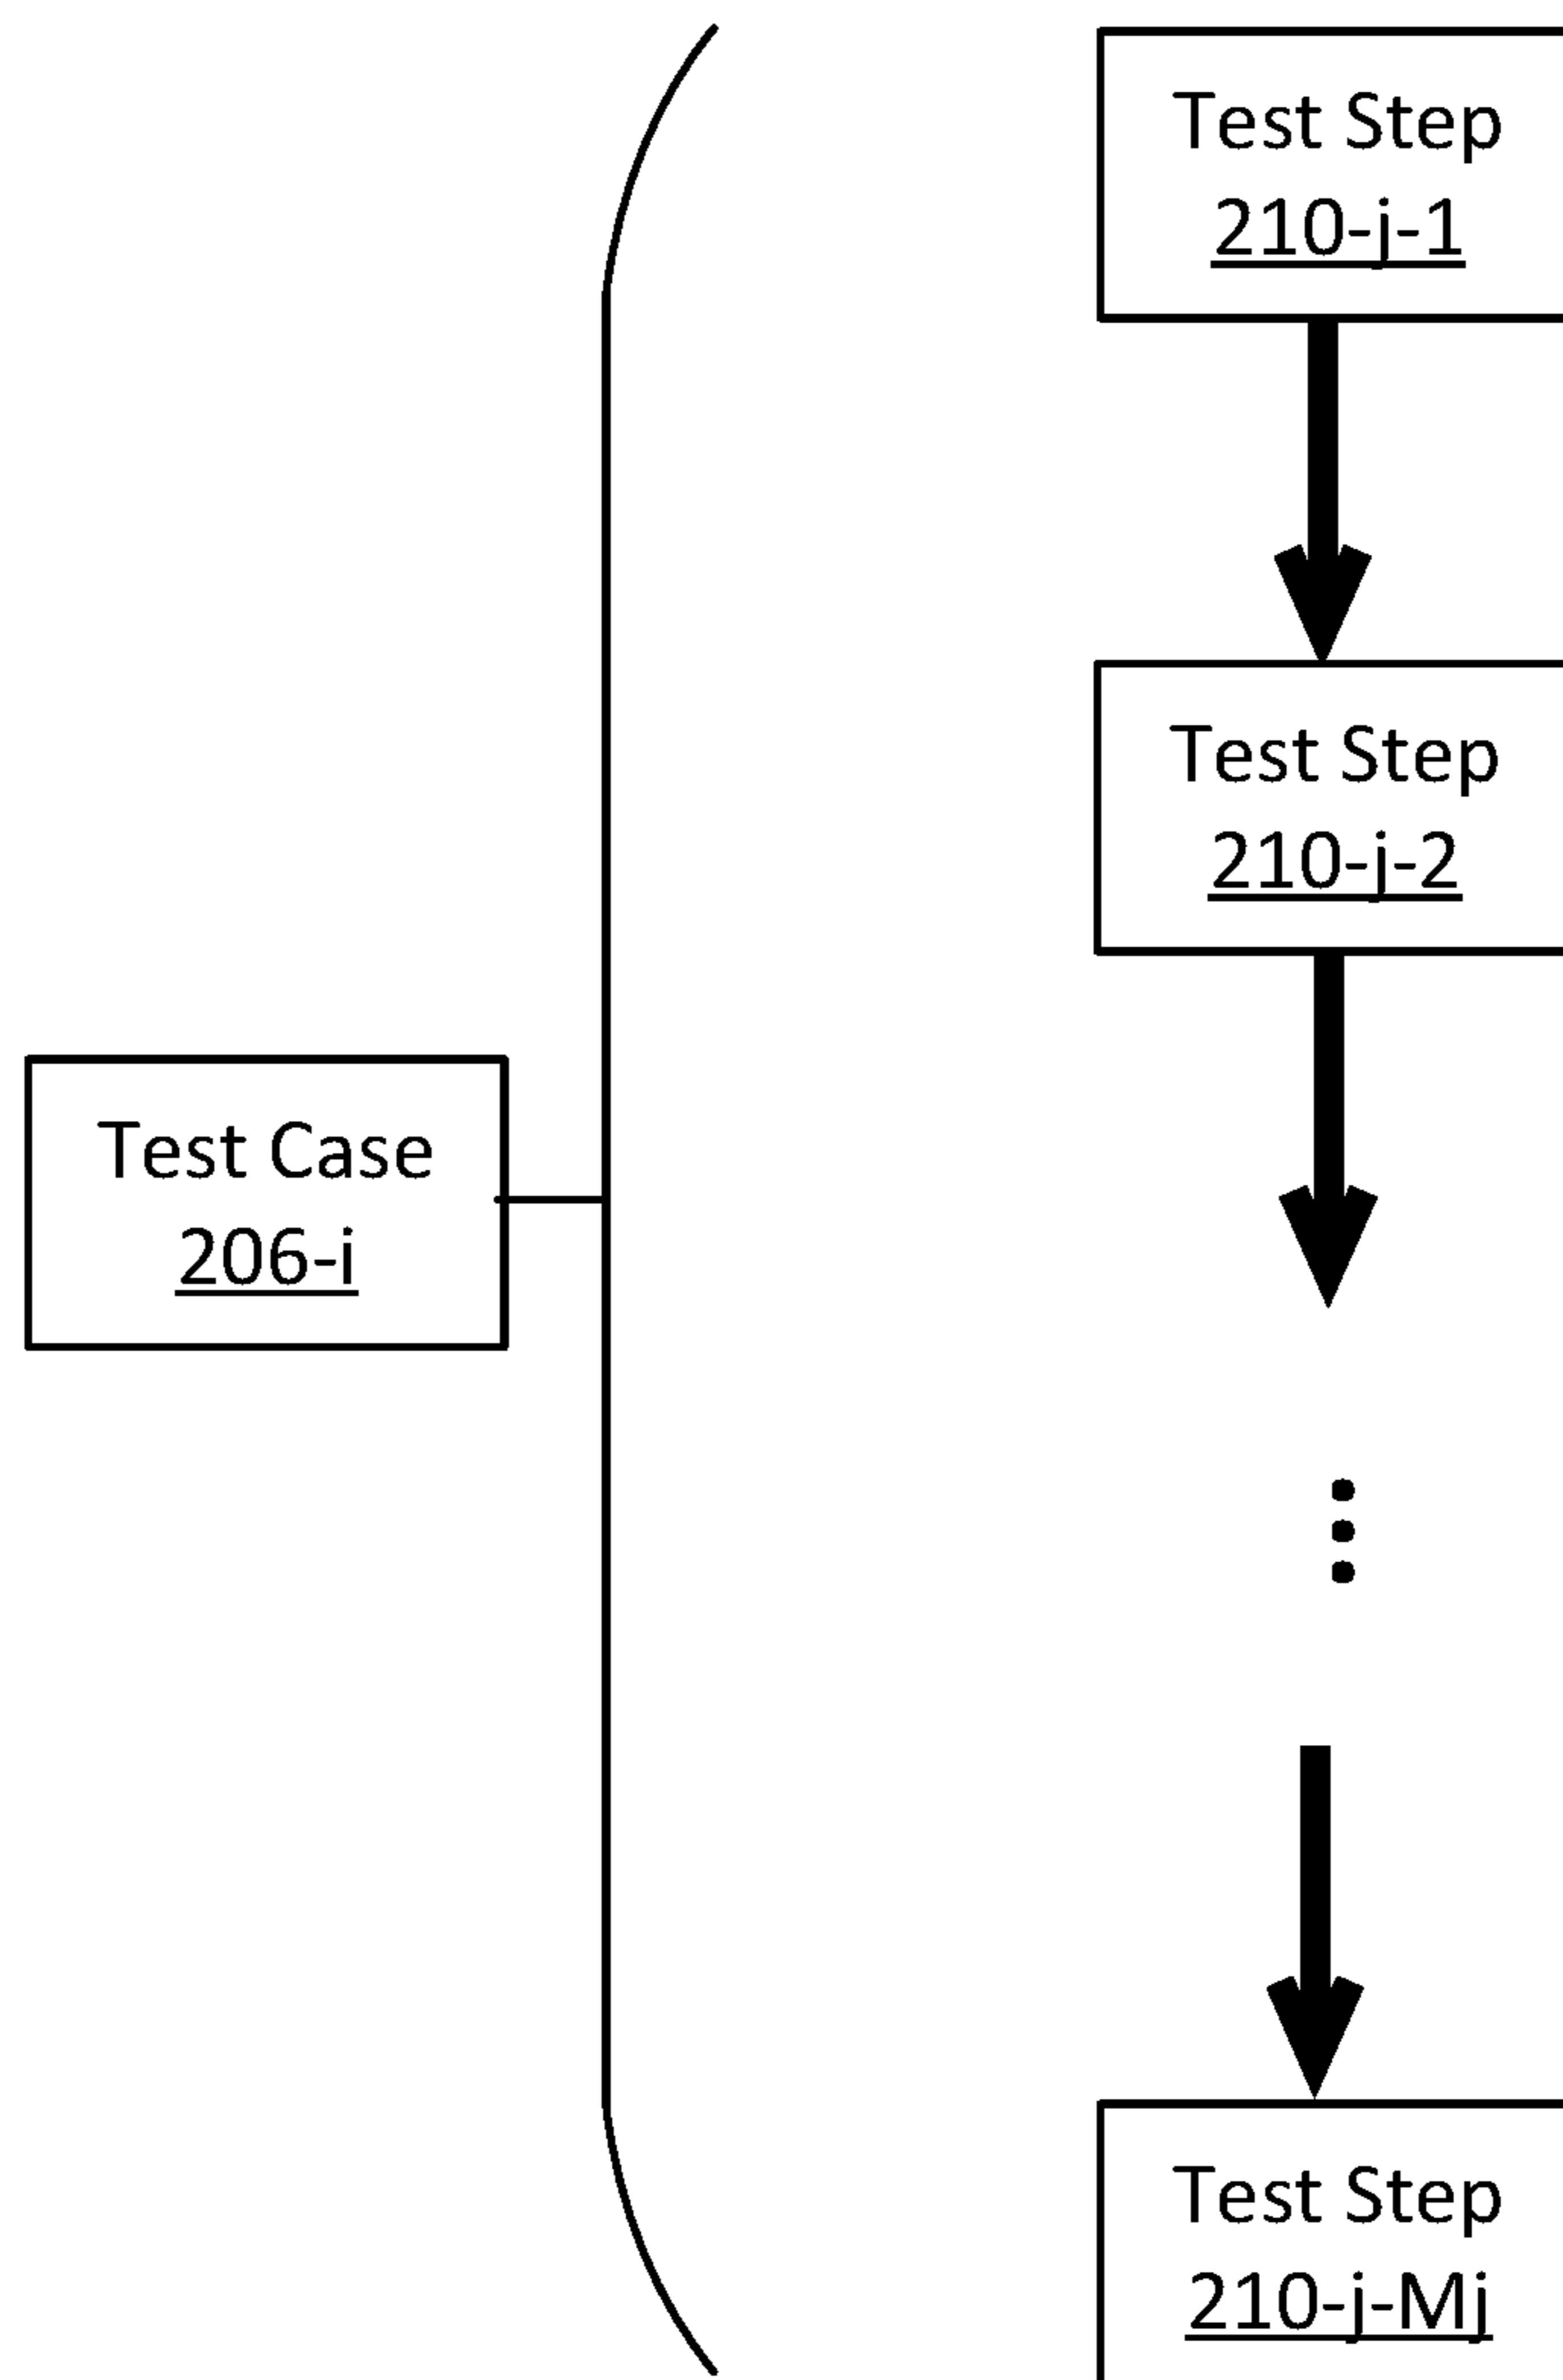 Test Step
210-j-1
Test Step
210-j-2
Test Case
206-i
Test Step
210-j-Mj